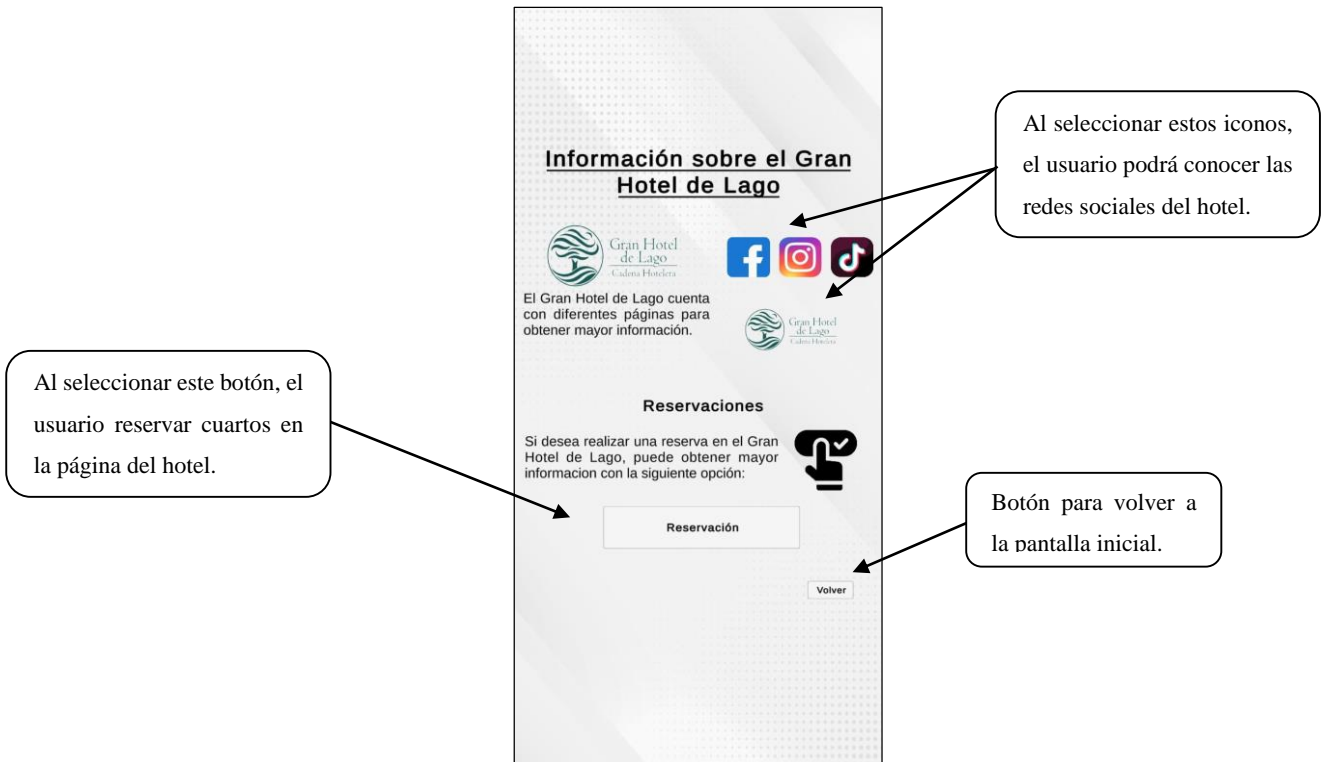 Al seleccionar estos iconos,
el usuario podrá conocer las
redes sociales del hotel.
Información sobre el Gran
Hotel de Lago
Gran Hotel
de Lago
Cadena Hotelera
El Gran Hotel de Lago cuenta
con diferentes páginas para
obtener mayor información.
Gran Hotel
de Lago
Cadena Hotelera
Al seleccionar este botón, el
usuario reservar cuartos en
la página del hotel.
Reservaciones
Si desea realizar una reserva en el Gran
Hotel de Lago, puede obtener mayor
informacion con la siguiente opción:
Reservación
Botón para volver a
la pantalla inicial.
Volver